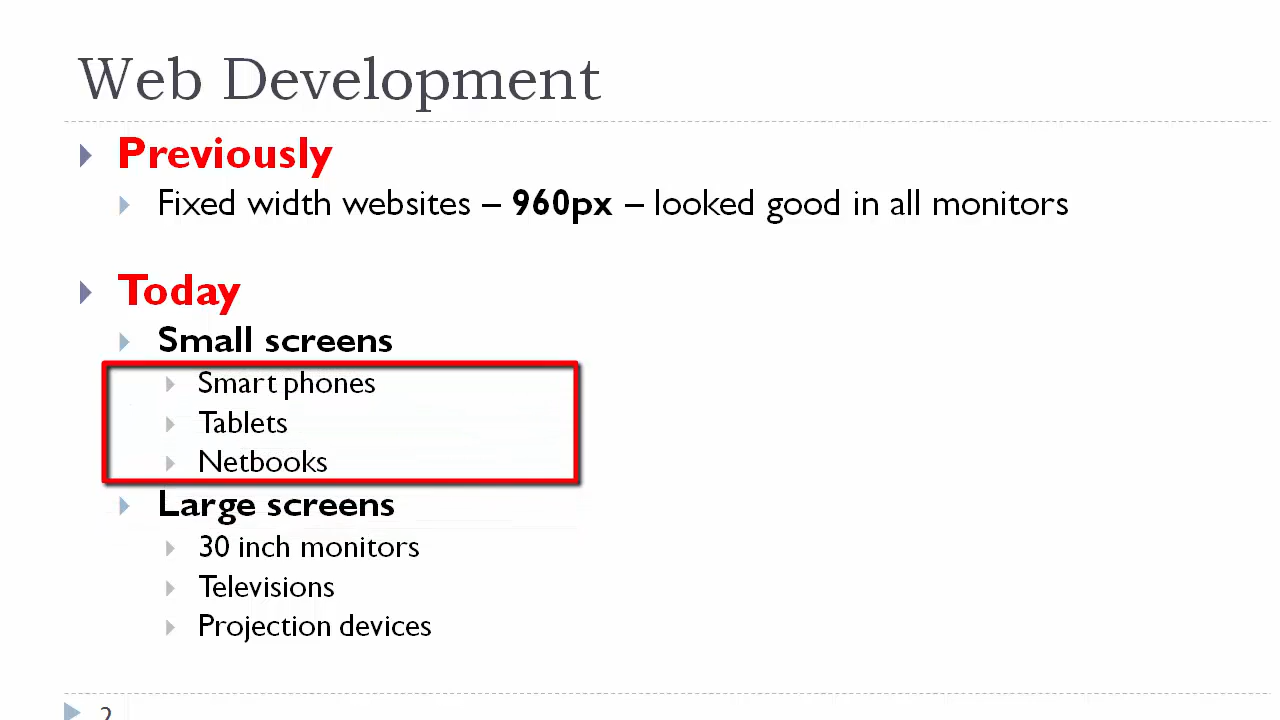 Web Development
Previously
Fixed width websites – 960px – looked good in all monitors
Today
Small screens
Smart phones
Tablets
Netbooks
Large screens
30 inch monitors
Televisions
Projection devices
2